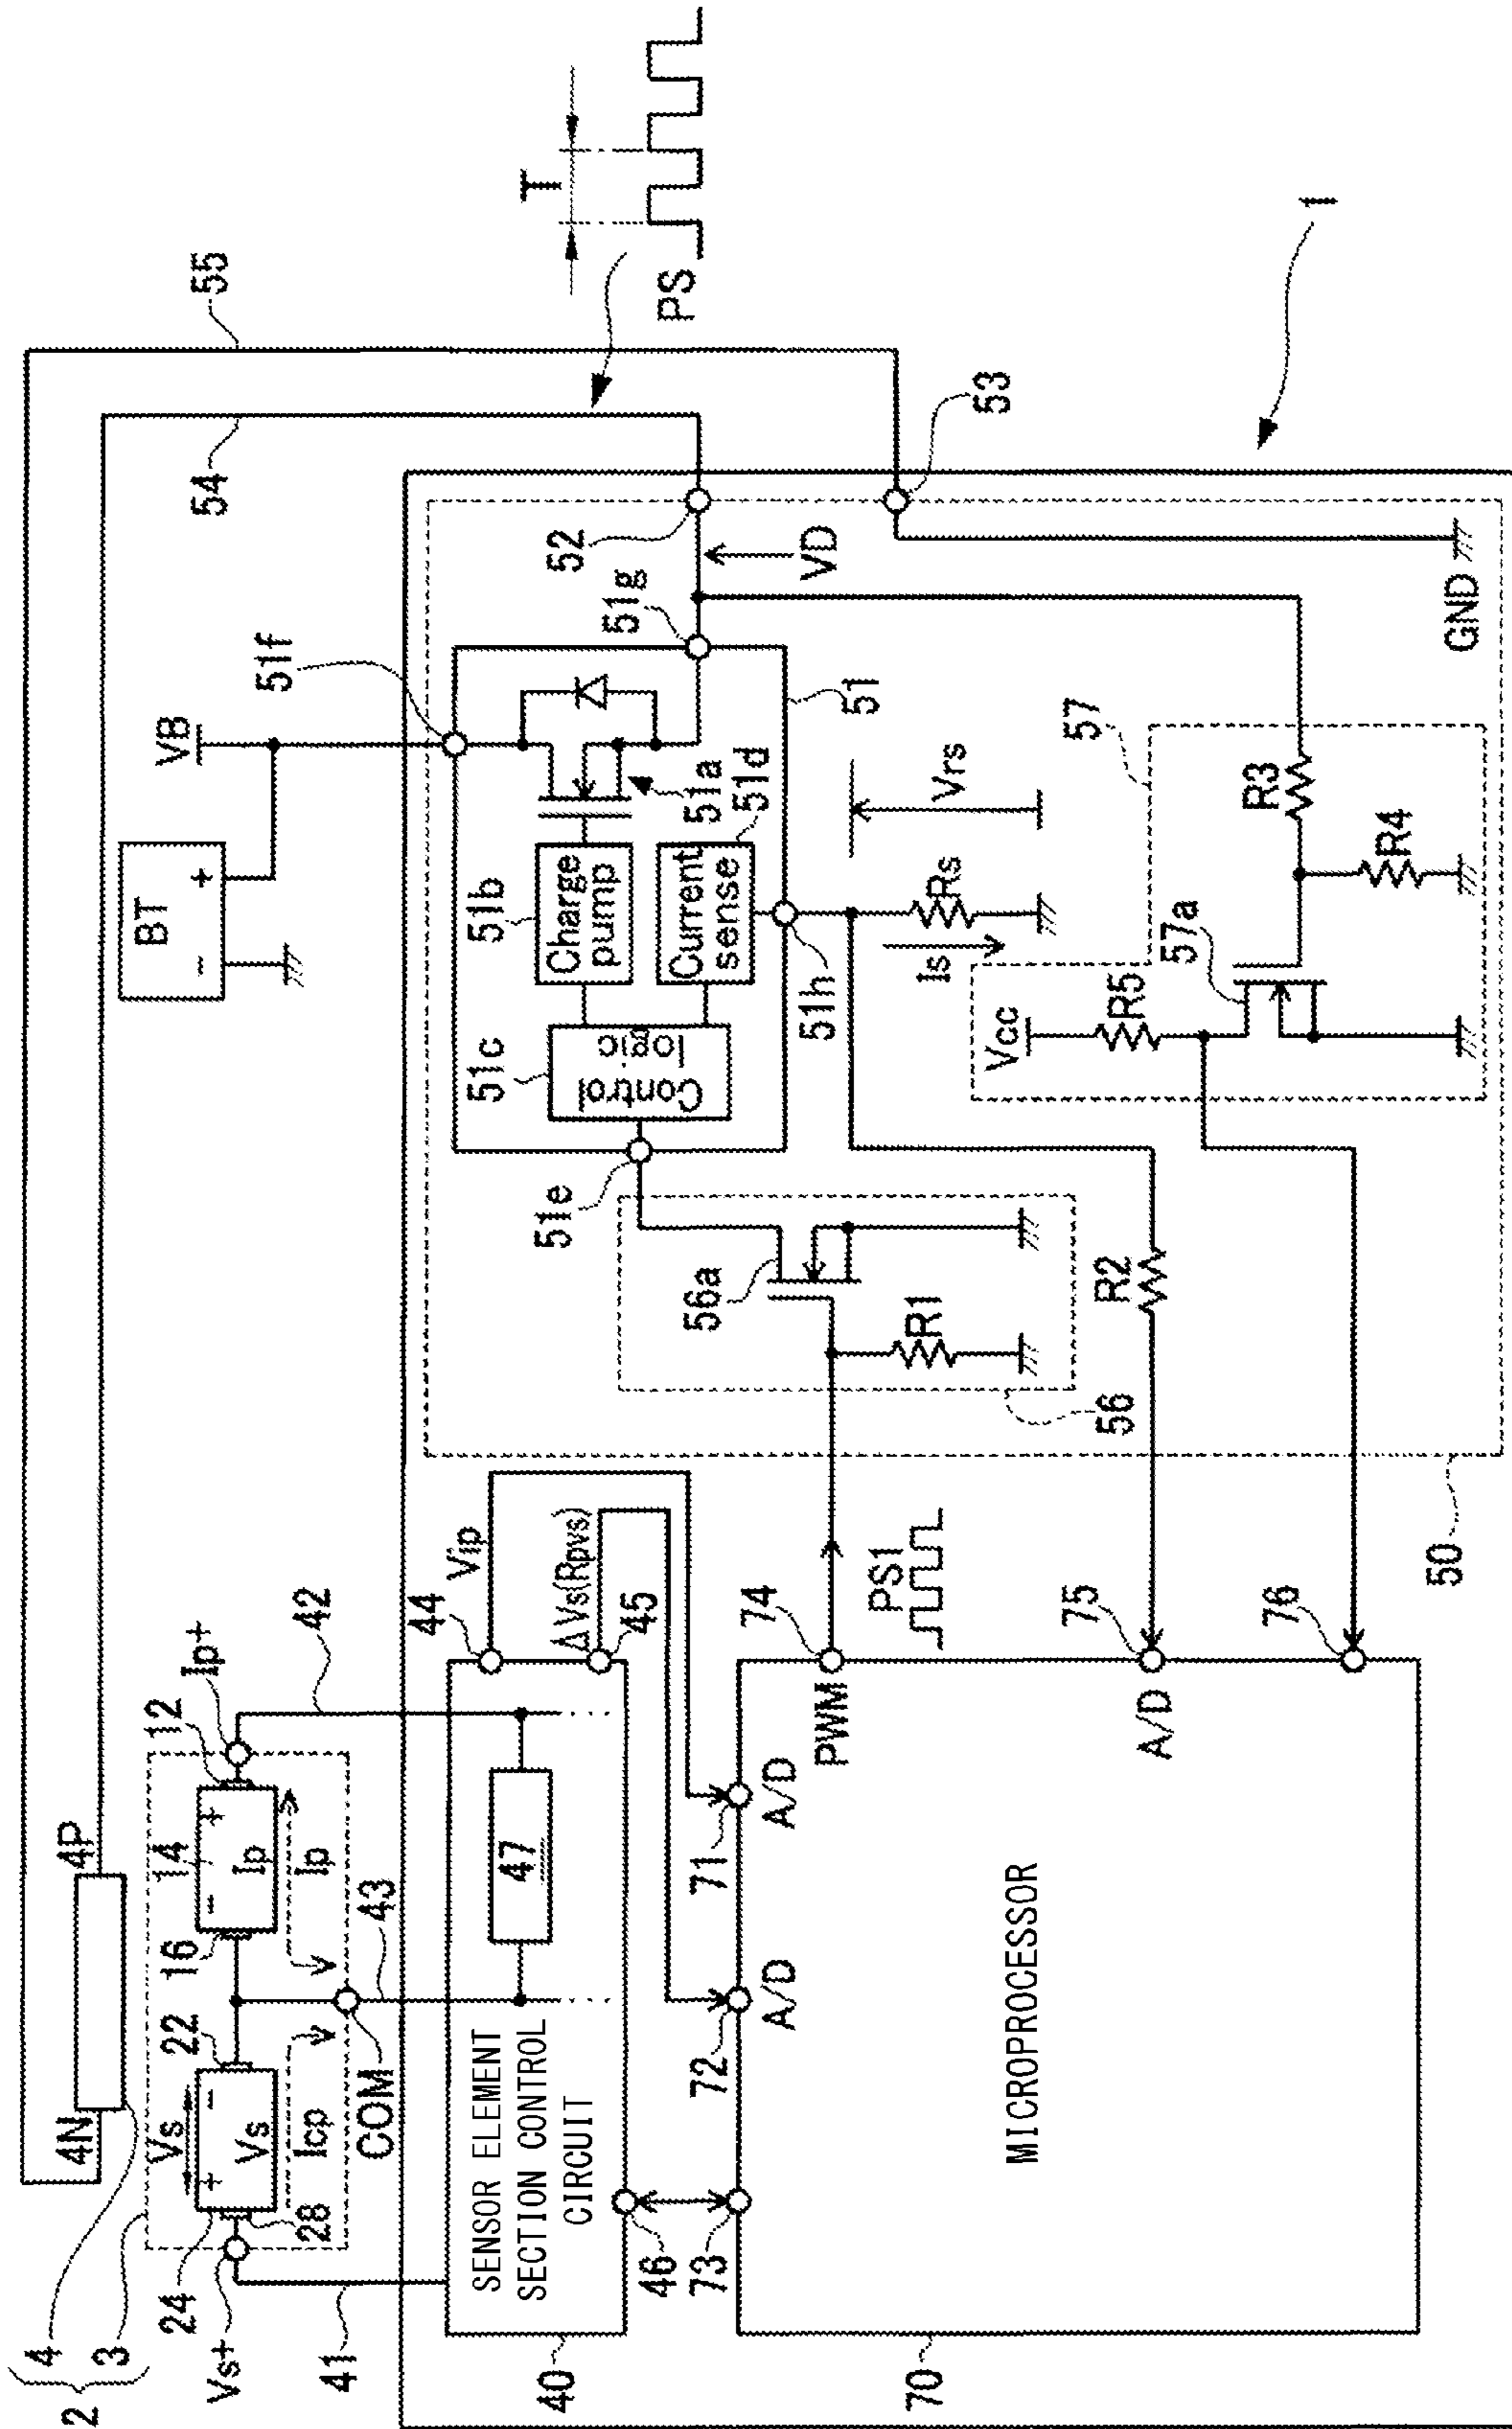 2
4
3
24
Vs+
41
4N
4P
Vs
+
−
Vs
28
22
Icp
COM
16
14
−
+
Ip
Ip
12
Ip+
43
42
40
SENSOR ELEMENT
SECTION CONTROL
CIRCUIT
47
44
Vip
ΔVs(Rpvs)
45
46
73
72
71
A/D
A/D
70
MICROPROCESSOR
PWM
74
PS1
A/D
75
76
50
56
56a
R1
R2
BT
−
+
VB
51f
51e
51c
Control
logic
51b
Charge
pump
Current
sense
51a
51d
51g
51
51h
Is
Rs
Vrs
52
VD
53
54
55
PS
T
1
57
Vcc
R5
57a
R3
R4
GND